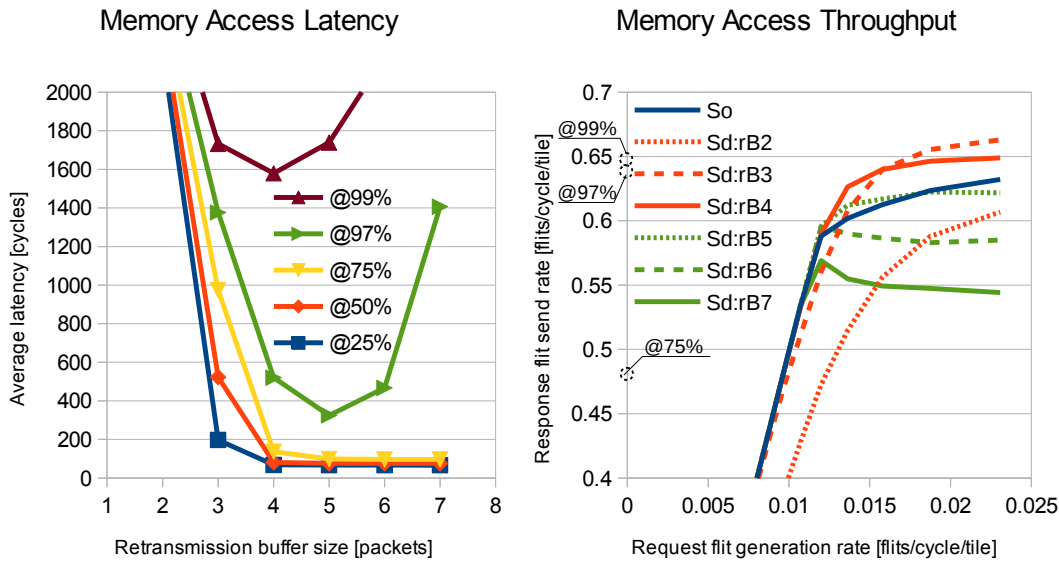 Memory Access Latency
Average latency [cycles]
2000
1800
1600
1400
1200
1000
800
600
400
200
0
@99%
@97%
@75%
@50%
@25%
1 2 3 4 5 6 7 8
Retransmission buffer size [packets]
Memory Access Throughput
Response flit send rate [flits/cycle/tile]
0.7
0.65
0.6
0.55
0.5
0.45
0.4
@99%
@97%
@75%
So
Sd:rB2
Sd:rB3
Sd:rB4
Sd:rB5
Sd:rB6
Sd:rB7
0 0.005 0.01 0.015 0.02 0.025
Request flit generation rate [flits/cycle/tile]